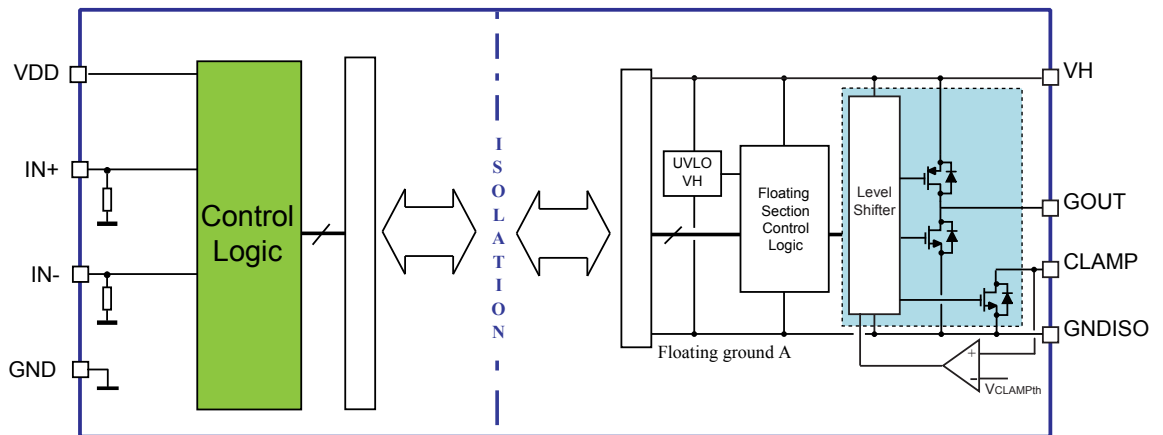 VDD
IN+
IN-
GND
Control
Logic
ISOLATION
UVLO
VH
Floating
Section
Control
Logic
Level
Shifter
VH
GOUT
CLAMP
GNDISO
Floating ground A
+
-
VCLAMPth